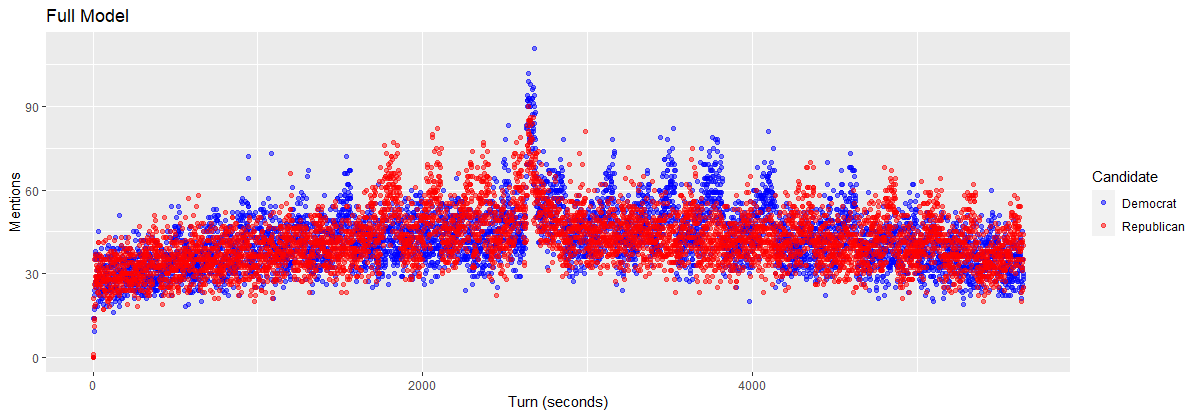 Full Model
Mentions
90
60
30
0
0
2000
4000
Turn (seconds)
Candidate
Democrat
Republican